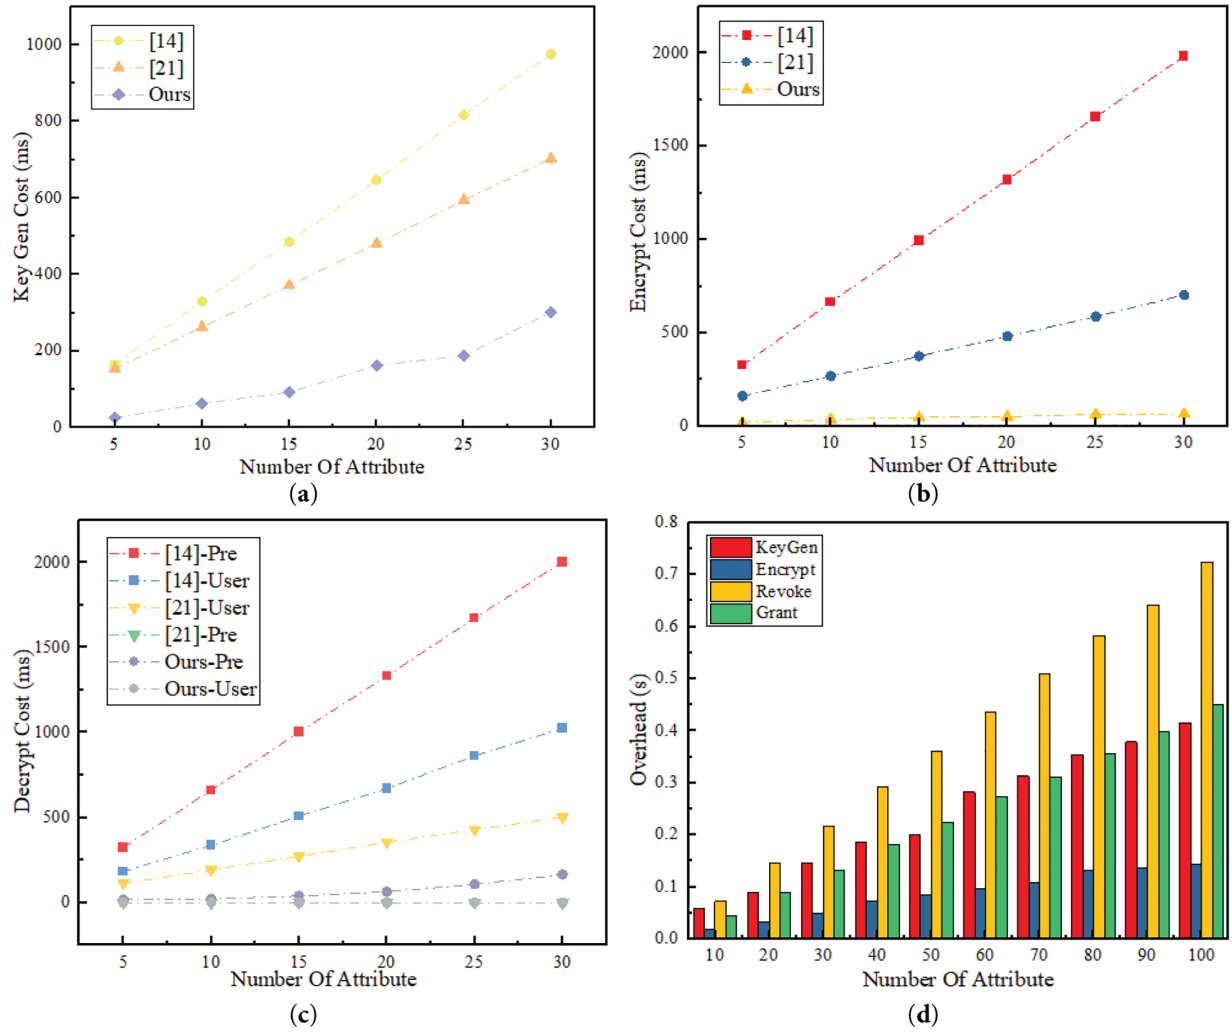 [14]
[21]
Ours
1000
800
600
400
200
0
Key Gen Cost (ms)
5 10 15 20 25 30
Number Of Attribute
(a)
[14]
[21]
Ours
2000
1500
1000
500
0
Encrypt Cost (ms)
5 10 15 20 25 30
Number Of Attribute
(b)
[14]-Pre
[14]-User
[21]-User
[21]-Pre
Ours-Pre
Ours-User
2000
1500
1000
500
0
Decrypt Cost (ms)
5 10 15 20 25 30
Number Of Attribute
(c)
KeyGen
Encrypt
Revoke
Grant
0.8
0.7
0.6
0.5
0.4
0.3
0.2
0.1
0.0
Overhead (s)
10 20 30 40 50 60 70 80 90 100
Number Of Attribute
(d)